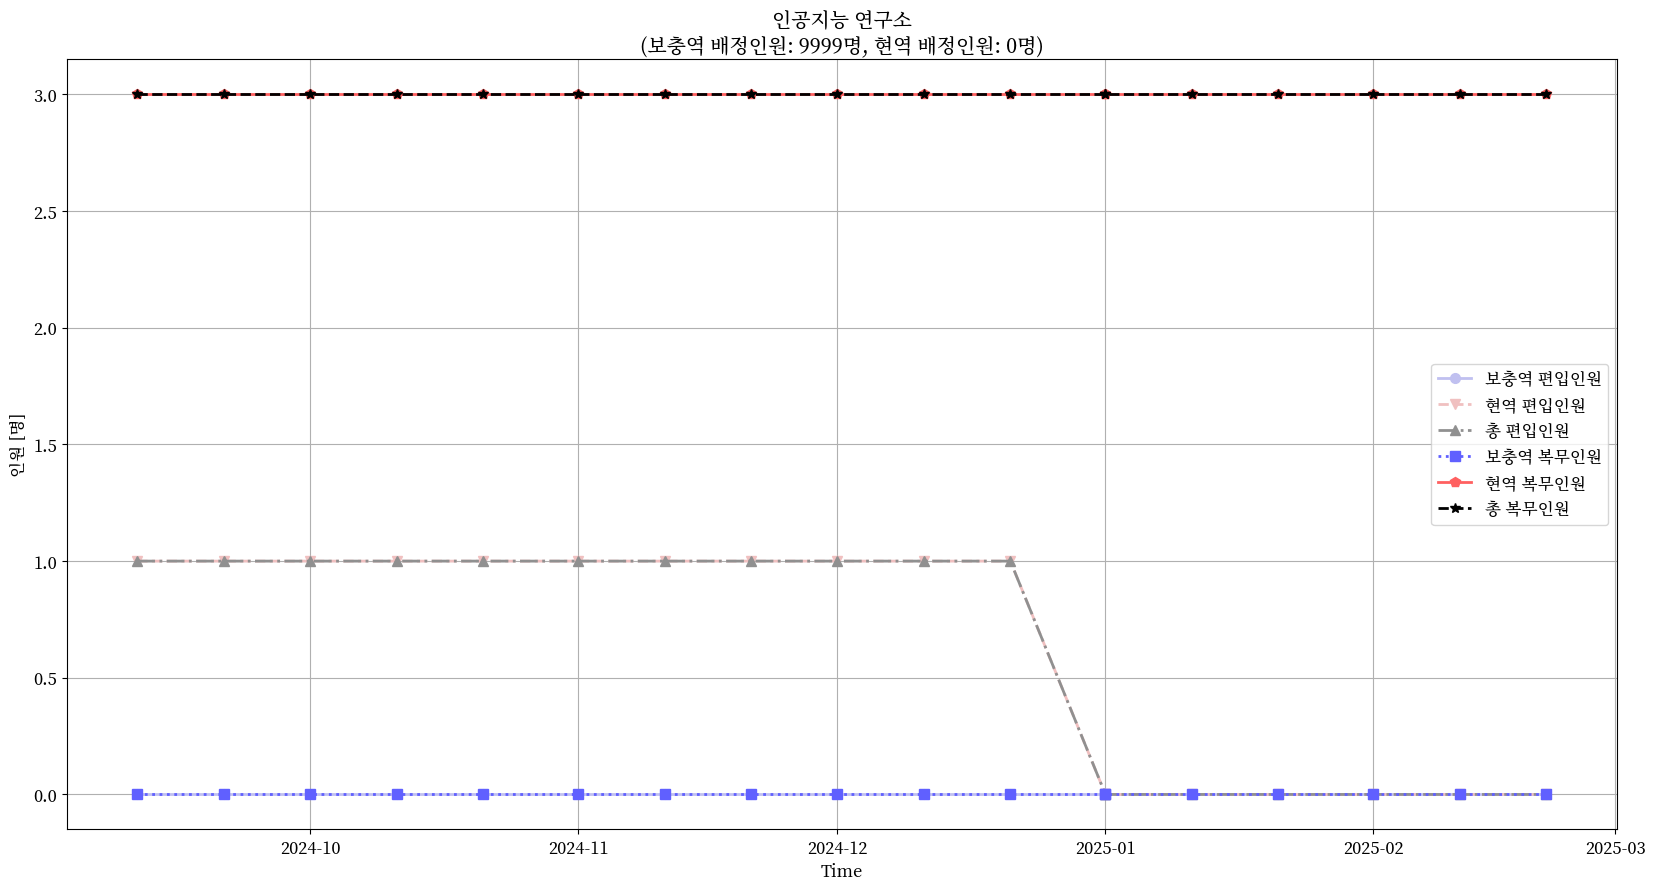 인공지능 연구소
(보충역 배정인원: 9999명, 현역 배정인원: 0명)
3.0
2.5
2.0
1.5
1.0
0.5
0.0
인원 [명]
보충역 편입인원
현역 편입인원
총 편입인원
보충역 복무인원
현역 복무인원
총 복무인원
2024-10
2024-11
2024-12
2025-01
2025-02
2025-03
Time